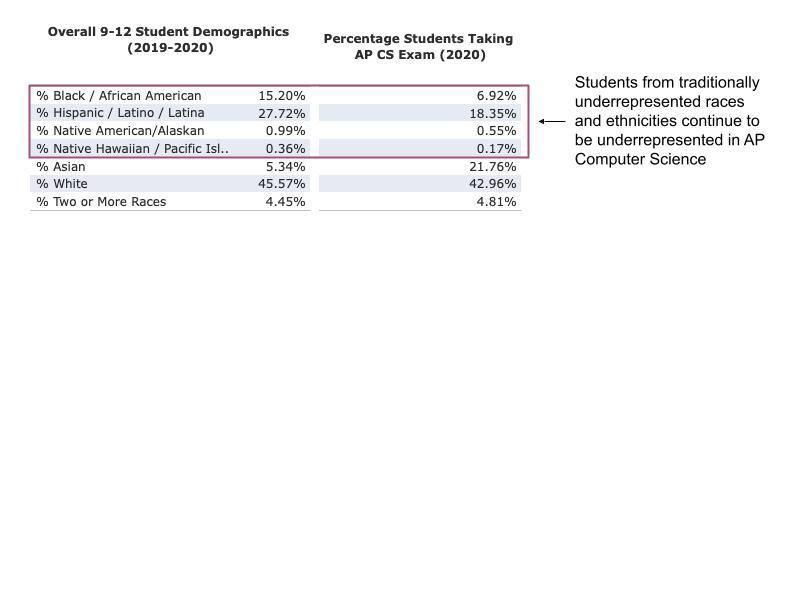 Overall 9-12 Student Demographics
(2019-2020)
Percentage Students Taking
AP CS Exam (2020)
% Black / African American 15.20% 6.92%
% Hispanic / Latino / Latina 27.72% 18.35%
% Native American/Alaskan 0.99% 0.55%
% Native Hawaiian / Pacific Isl.. 0.36% 0.17%
% Asian 5.34% 21.76%
% White 45.57% 42.96%
% Two or More Races 4.45% 4.81%
Students from traditionally
underrepresented races
and ethnicities continue to
be underrepresented in AP
Computer Science